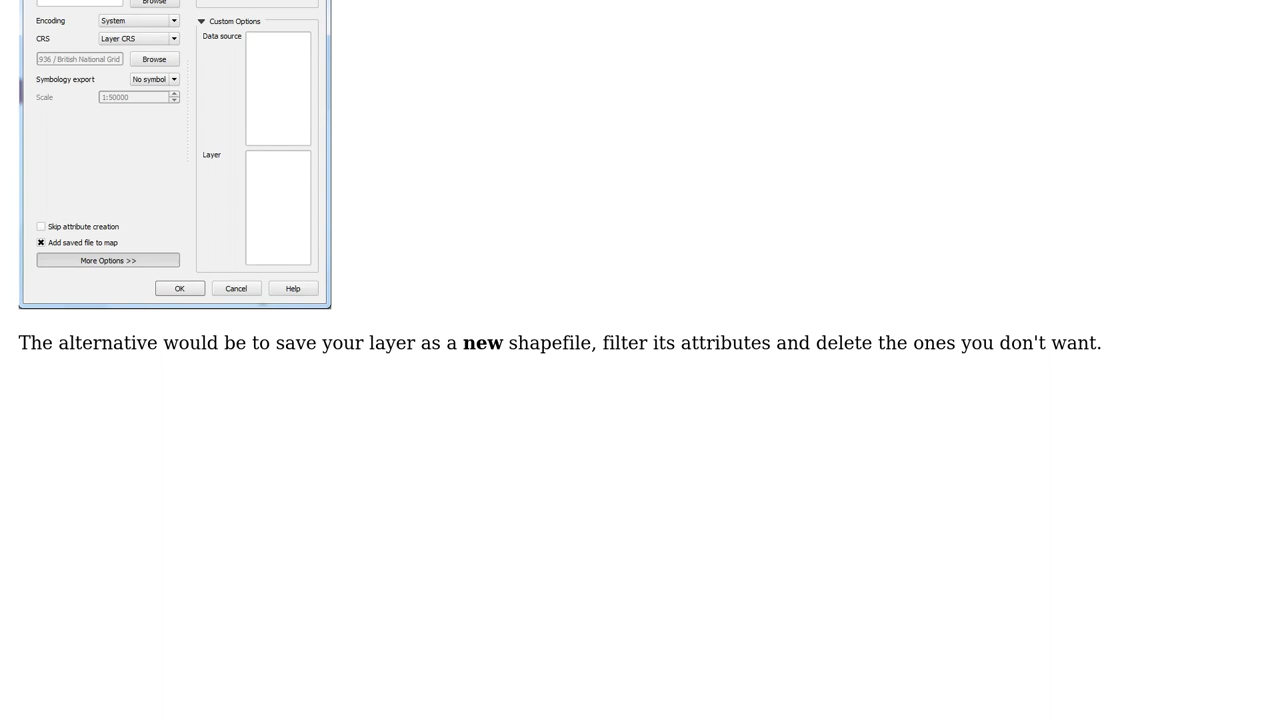 Browse
Encoding System
CRS Layer CRS
936 / British National Grid Browse
Symbology export No symbol
Scale 1:50000
Skip attribute creation
Add saved file to map
More Options >>
Custom Options
Data source
Layer
OK Cancel Help
The alternative would be to save your layer as a new shapefile, filter its attributes and delete the ones you don't want.